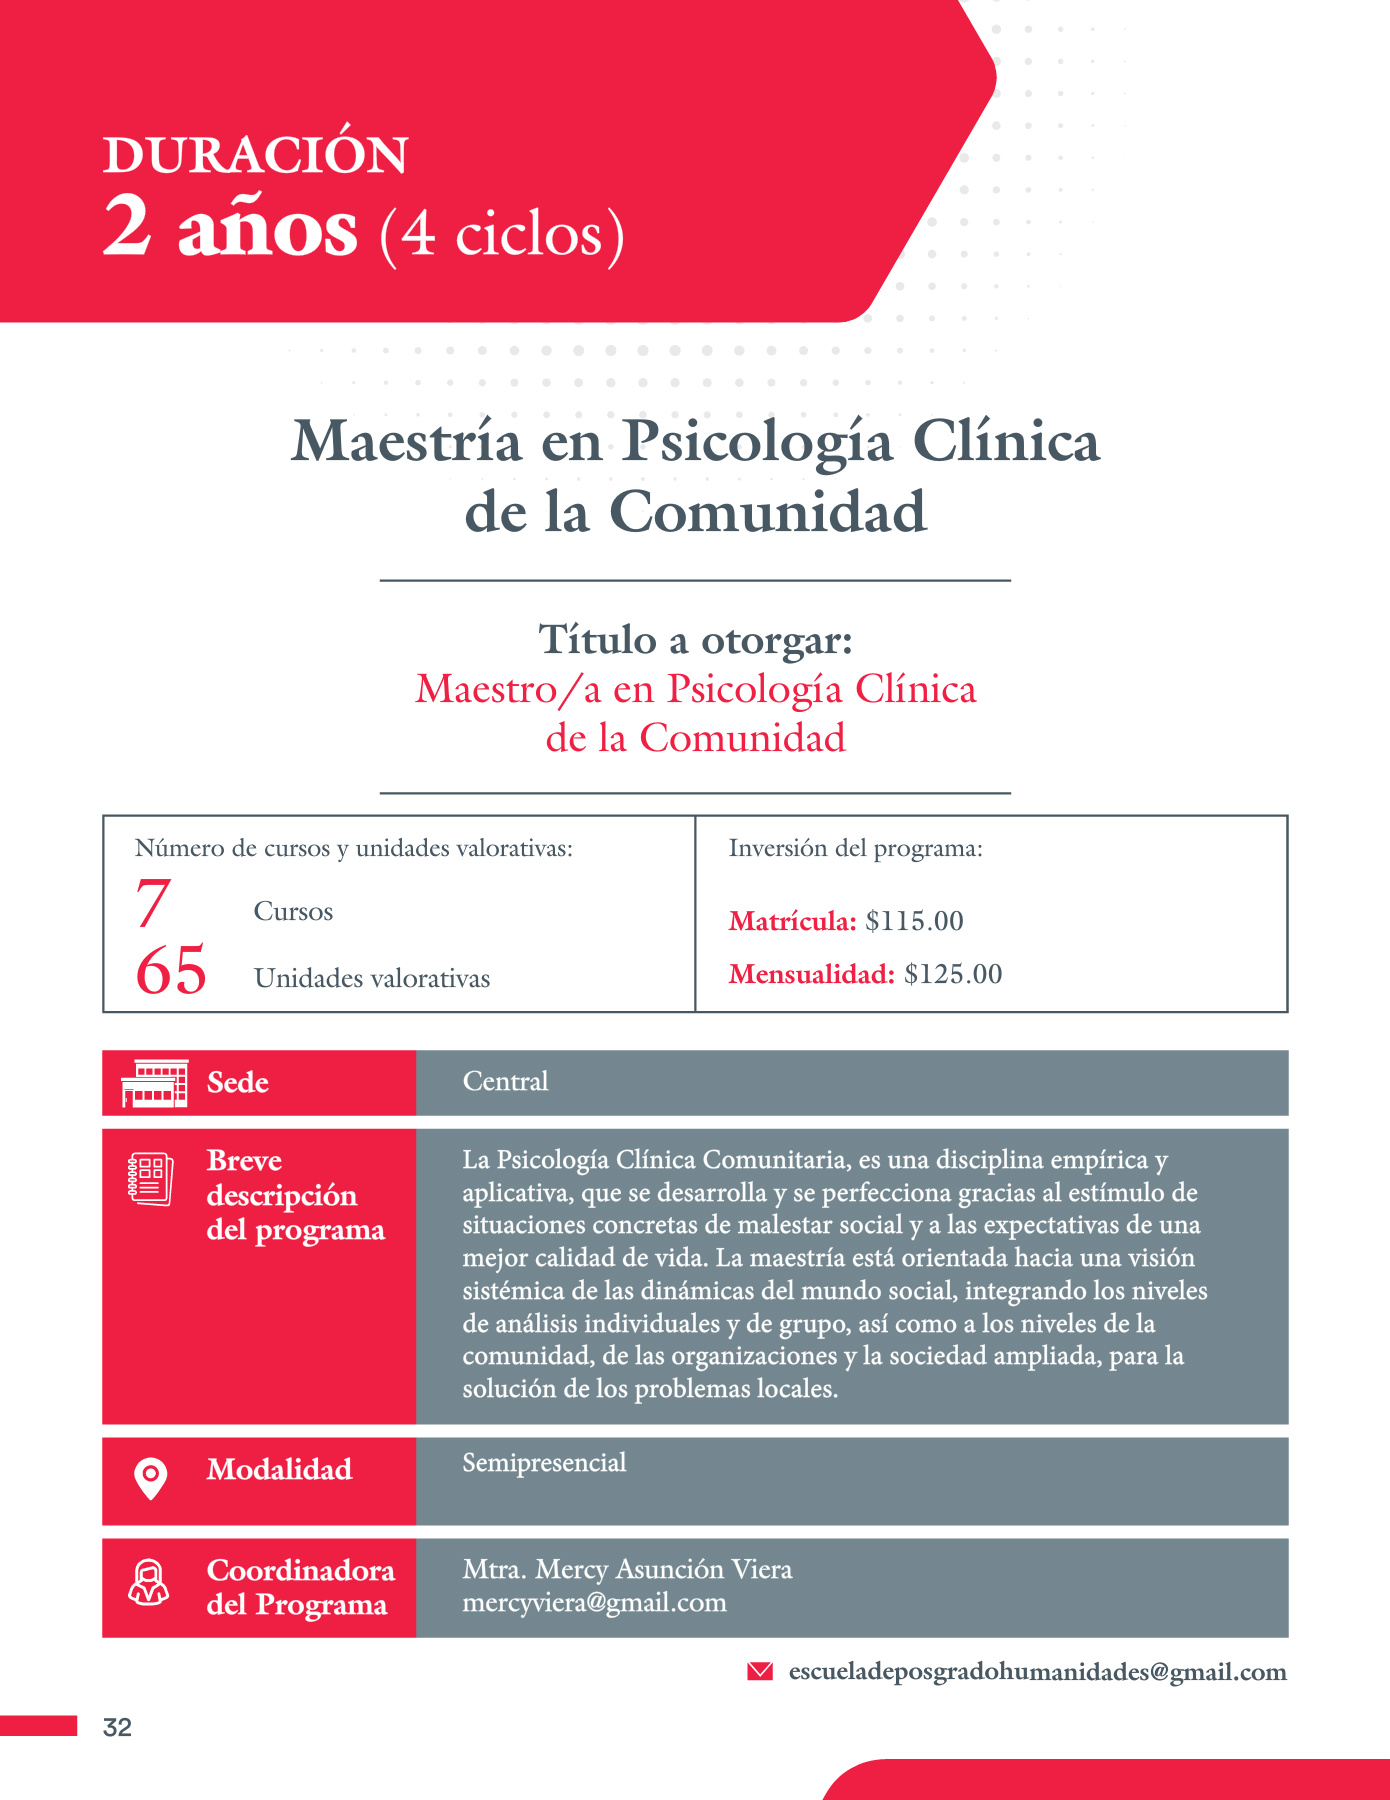 DURACIÓN
2 años (4 ciclos)
Maestría en Psicología Clínica
de la Comunidad
Título a otorgar:
Maestro/a en Psicología Clínica
de la Comunidad
Número de cursos y unidades valorativas:
7 Cursos
65 Unidades valorativas
Inversión del programa:
Matrícula: $115.00
Mensualidad: $125.00
Sede
Central
Breve
descripción
del programa
La Psicología Clínica Comunitaria, es una disciplina empírica y
aplicativa, que se desarrolla y se perfecciona gracias al estímulo de
situaciones concretas de malestar social y a las expectativas de una
mejor calidad de vida. La maestría está orientada hacia una visión
sistémica de las dinámicas del mundo social, integrando los niveles
de análisis individuales y de grupo, así como a los niveles de la
comunidad, de las organizaciones y la sociedad ampliada, para la
solución de los problemas locales.
Modalidad
Semipresencial
Coordinadora
del Programa
Mtra. Mercy Asunción Viera
mercyviera@gmail.com
escueladeposgradohumanidades@gmail.com
32